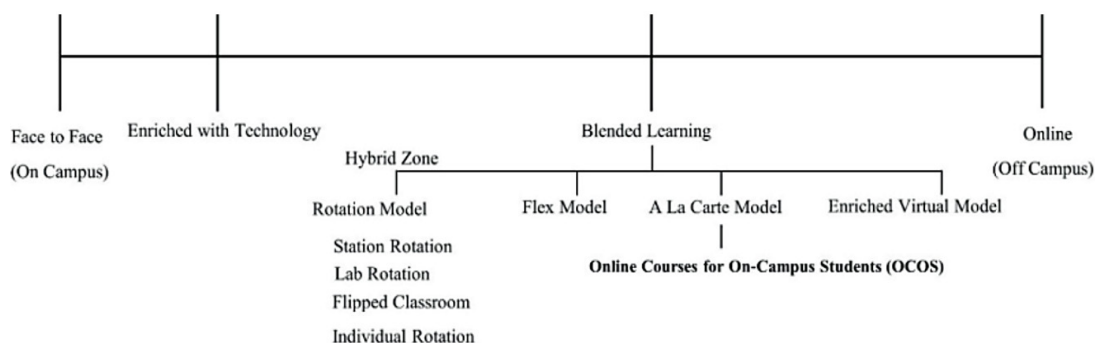 Face to Face
(On Campus)
Enriched with Technology
Blended Learning
Online
(Off Campus)
Hybrid Zone
Rotation Model
Flex Model
A La Carte Model
Enriched Virtual Model
Station Rotation
Lab Rotation
Flipped Classroom
Individual Rotation
Online Courses for On-Campus Students (OCOS)